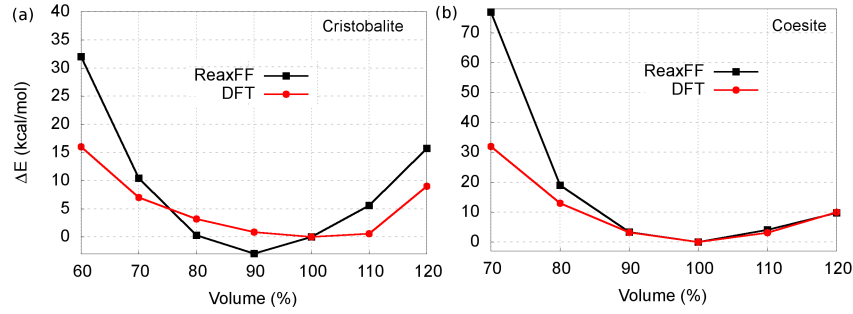 (a)
Cristobalite
ReaxFF
DFT
ΔE (kcal/mol)
40
35
30
25
20
15
10
5
0
60 70 80 90 100 110 120
Volume (%)
(b)
Coesite
ReaxFF
DFT
70
60
50
40
30
20
10
0
70 80 90 100 110 120
Volume (%)